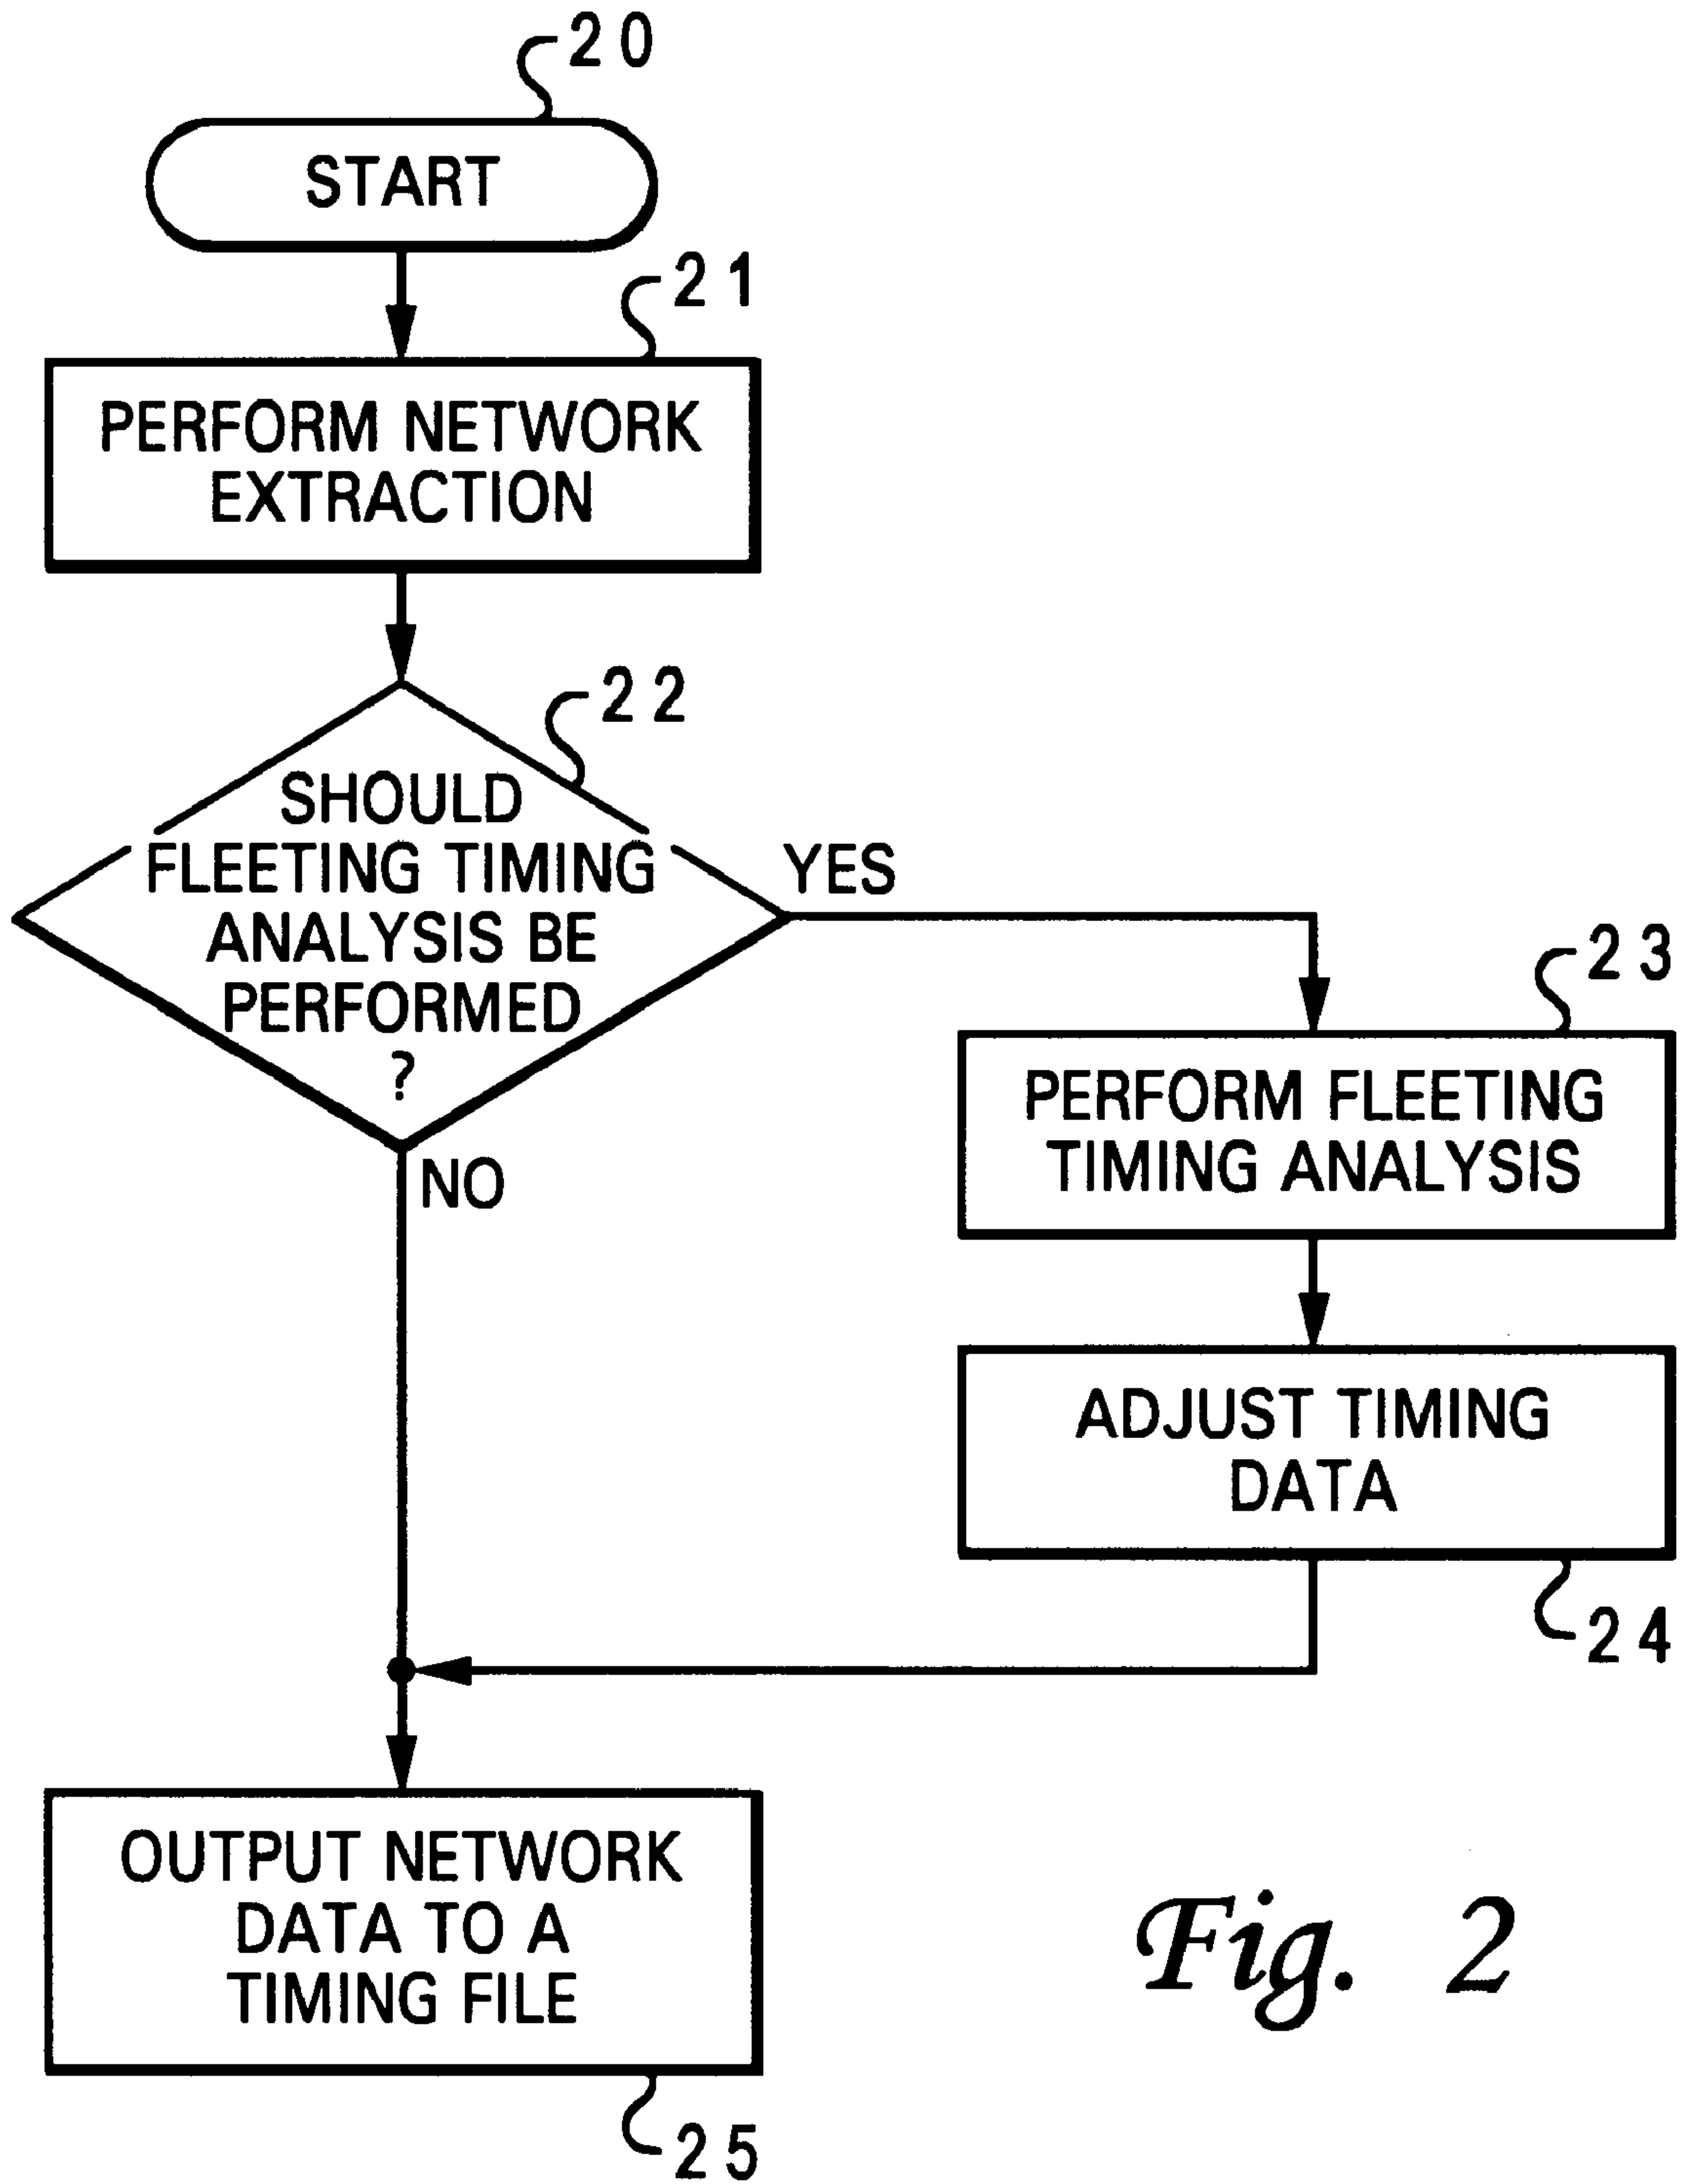 20
START
21
PERFORM NETWORK
EXTRACTION
22
SHOULD
FLEETING TIMING
ANALYSIS BE
PERFORMED
?
YES
NO
23
PERFORM FLEETING
TIMING ANALYSIS
ADJUST TIMING
DATA
24
OUTPUT NETWORK
DATA TO A
TIMING FILE
25
Fig. 2